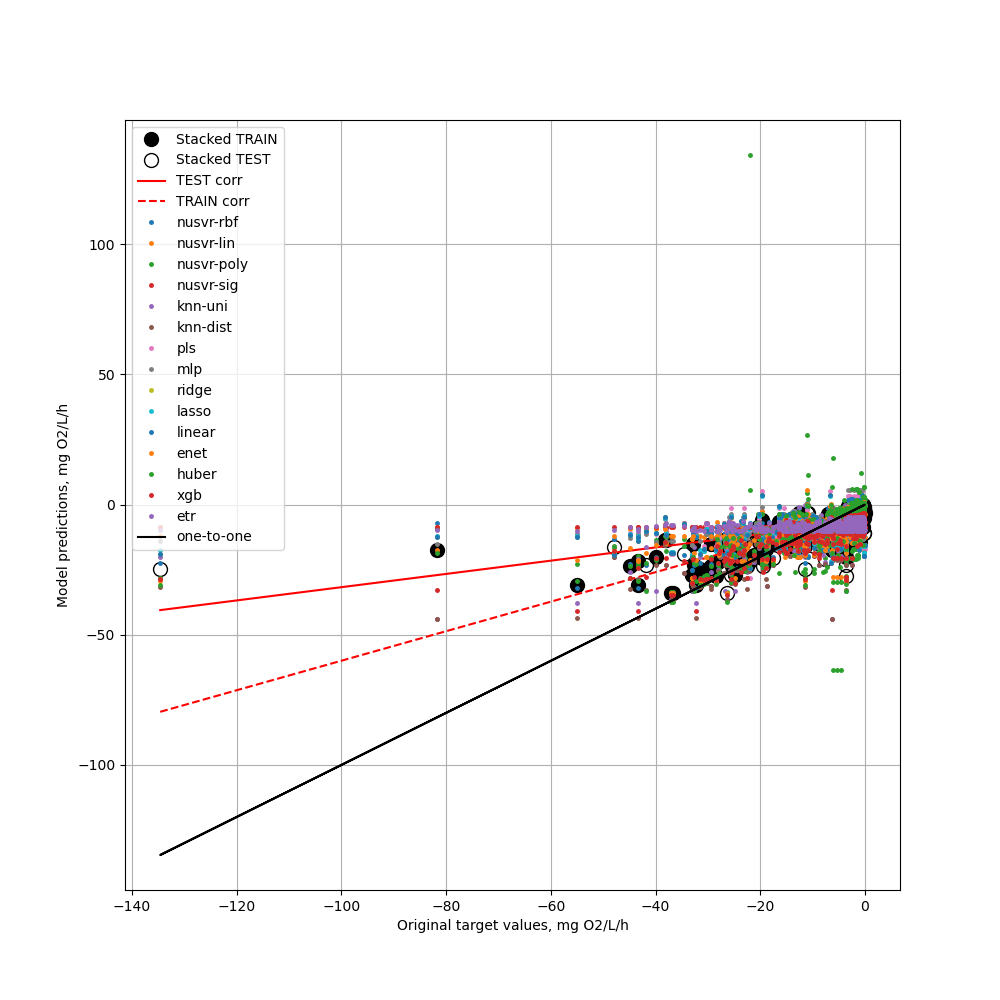 Stacked TRAIN
Stacked TEST
TEST corr
TRAIN corr
nusvr-rbf
nusvr-lin
nusvr-poly
nusvr-sig
knn-uni
knn-dist
pls
mlp
ridge
lasso
linear
enet
huber
xgb
etr
one-to-one
100
50
0
−50
−100
Model predictions, mg O2/L/h
−140
−120
−100
−80
−60
−40
−20
0
Original target values, mg O2/L/h